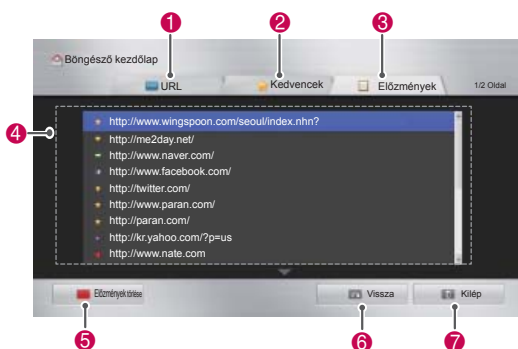 1 2 3
Böngésző kezdőlap
URL Kedvencek Előzmények 1/2 Oldal
4
http://www.wingspoon.com/seoul/index.nhn?
http://me2day.net/
http://www.naver.com/
http://www.facebook.com/
http://twitter.com/
http://www.paran.com/
http://paran.com/
http://kr.yahoo.com/?p=us
http://www.nate.com
Előzmények törlése Vissza Kilép
5 6 7